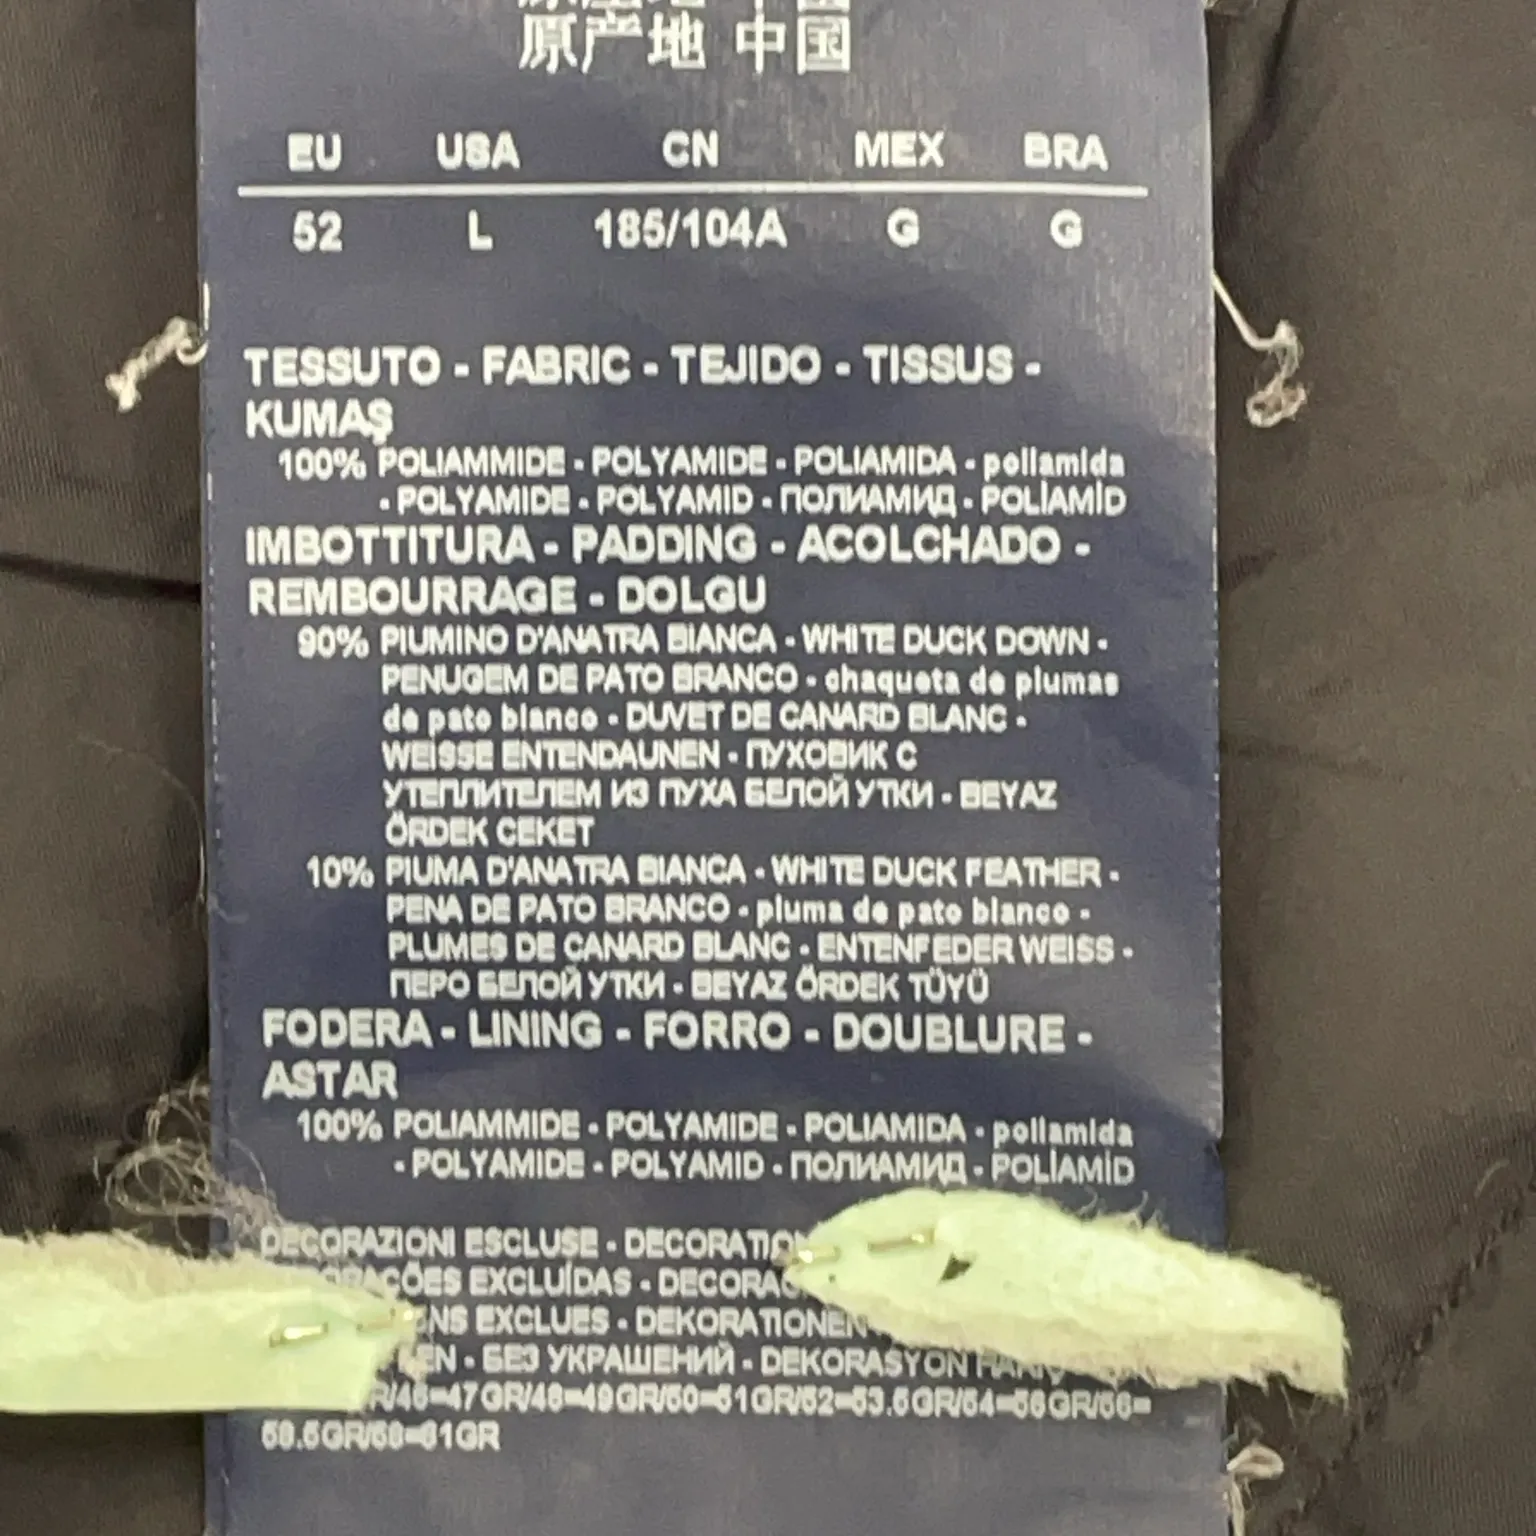 原产地 中国
EU USA CN MEX BRA
52 L 185/104A G G
TESSUTO - FABRIC - TEJIDO - TISSUS -
KUMAŞ
100% POLIAMMIDE - POLYAMIDE - POLIAMIDA - poliamida
- POLYAMIDE - POLYAMID - ПОЛИАМИД - POLİAMİD
IMBOTTITURA - PADDING - ACOLCHADO -
REMBOURRAGE - DOLGU
90% PIUMINO D'ANATRA BIANCA - WHITE DUCK DOWN -
PENUGEM DE PATO BRANCO - chaqueta de plumas
de pato blanco - DUVET DE CANARD BLANC -
WEISSE ENTENDAUNEN - ПУХОВИК С
УТЕПЛИТЕЛЕМ ИЗ ПУХА БЕЛОЙ УТКИ - BEYAZ
ÖRDEK CEKET
10% PIUMA D'ANATRA BIANCA - WHITE DUCK FEATHER -
PENA DE PATO BRANCO - pluma de pato blanco -
PLUMES DE CANARD BLANC - ENTENFEDER WEISS -
ПЕРО БЕЛОЙ УТКИ - BEYAZ ÖRDEK TÜYÜ
FODERA - LINING - FORRO - DOUBLURE -
ASTAR
100% POLIAMMIDE - POLYAMIDE - POLIAMIDA - poliamida
- POLYAMIDE - POLYAMID - ПОЛИАМИД - POLİAMİD
DECORAZIONI ESCLUSE -
EXCLUÍDAS -
EXCLUES - DEKORATIONEN
- БЕЗ УКРАШЕНИЙ - DEKORASYON
/46=47GR/48=49GR/50=51GR/52=53.5GR/54=56GR/56=
58.5GR/58=61GR